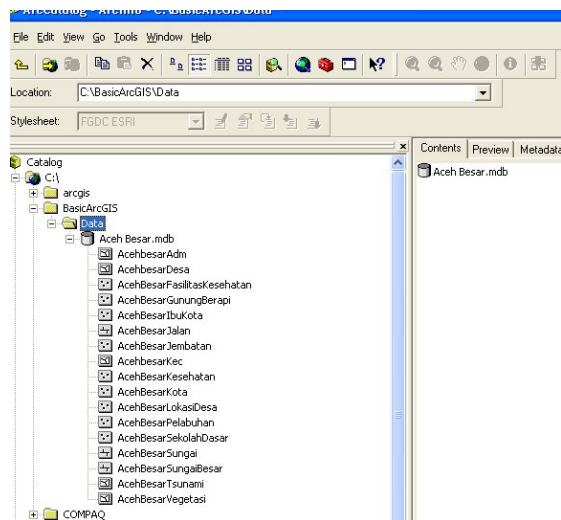 ArcCatalog - ArcInfo - C:\BasicArcGIS\Data
File Edit View Go Tools Window Help
Location: C:\BasicArcGIS\Data
Stylesheet: FGDC ESRI
Contents Preview Metadata
Catalog
C:\
arcgis
BasicArcGIS
Data
Aceh Besar.mdb
AcehbesarAdm
AcehbesarDesa
AcehBesarFasilitasKesehatan
AcehBesarGunungBerapi
AcehBesarIbuKota
AcehBesarJalan
AcehBesarJembatan
AcehbesarKec
AcehBesarKesehatan
AcehBesarKota
AcehBesarLokasiDesa
AcehBesarPelabuhan
AcehBesarSekolahDasar
AcehBesarSungai
AcehBesarSungaiBesar
AcehBesarTsunami
AcehBesarVegetasi
COMPAQ
Aceh Besar.mdb